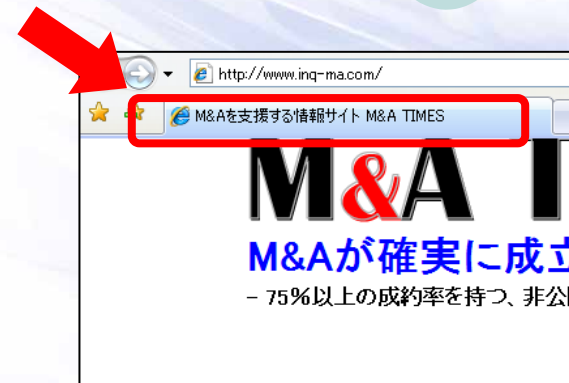 http://www.inq-ma.com/
M&Aを支援する情報サイト M&A TIMES
M&A T
M&Aが確実に成立
- 75%以上の成約率を持つ、非公